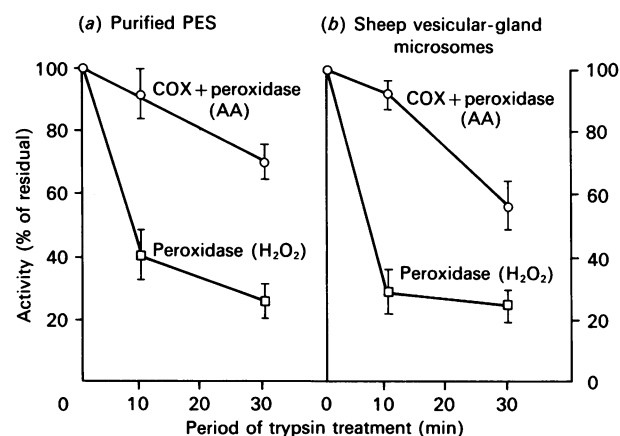 (a) Purified PES
(b) Sheep vesicular-gland
microsomes
100
80
60
40
20
0
Activity (% of residual)
COX + peroxidase
(AA)
Peroxidase (H₂O₂)
10
20
30
COX + peroxidase
(AA)
Peroxidase (H₂O₂)
100
80
60
40
20
0
0
10
20
30
Period of trypsin treatment (min)